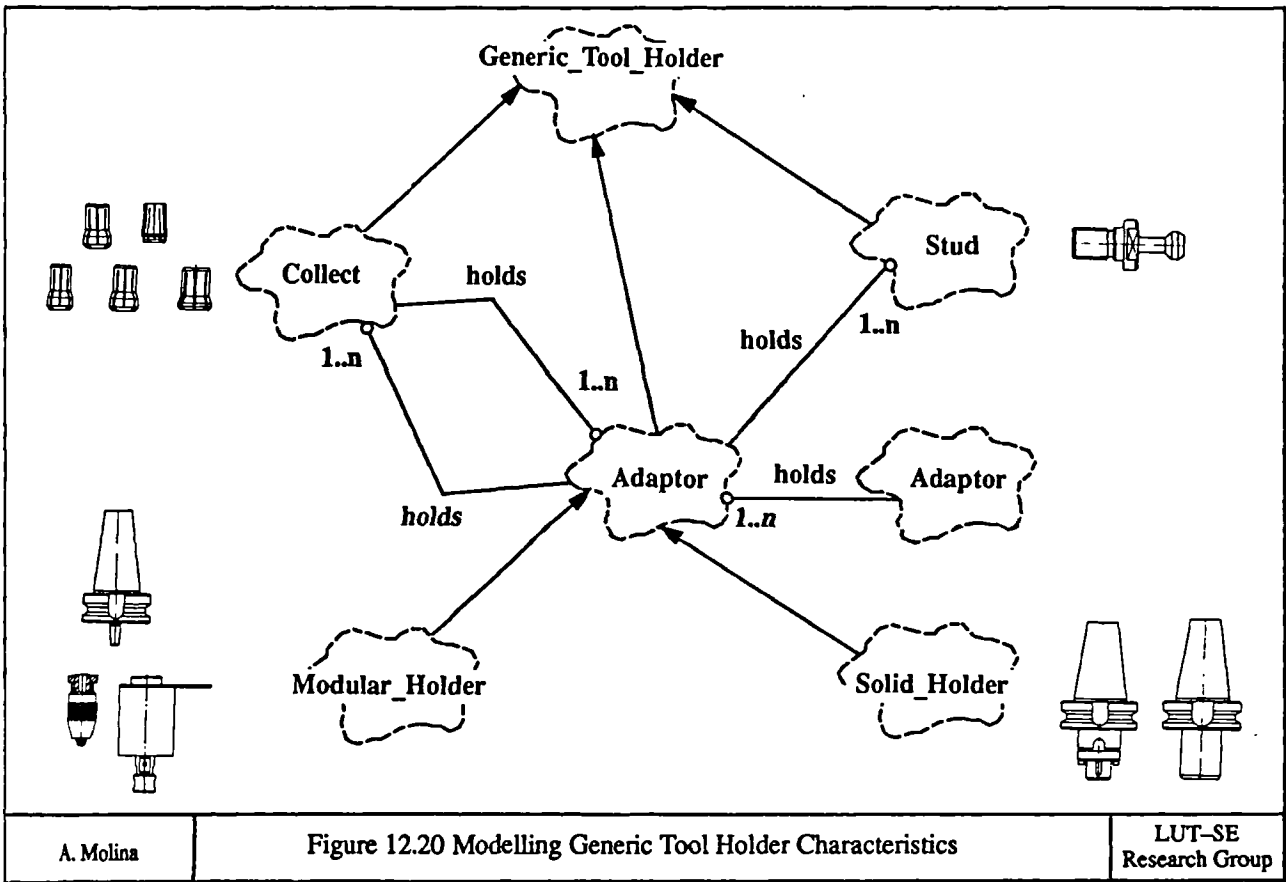 Generic_Tool_Holder
Collect
holds
Stud
1..n
holds
1..n
1..n
holds
Adaptor
holds
1..n
Adaptor
Modular_Holder
Solid_Holder
A. Molina
Figure 12.20 Modelling Generic Tool Holder Characteristics
LUT–SE
Research Group